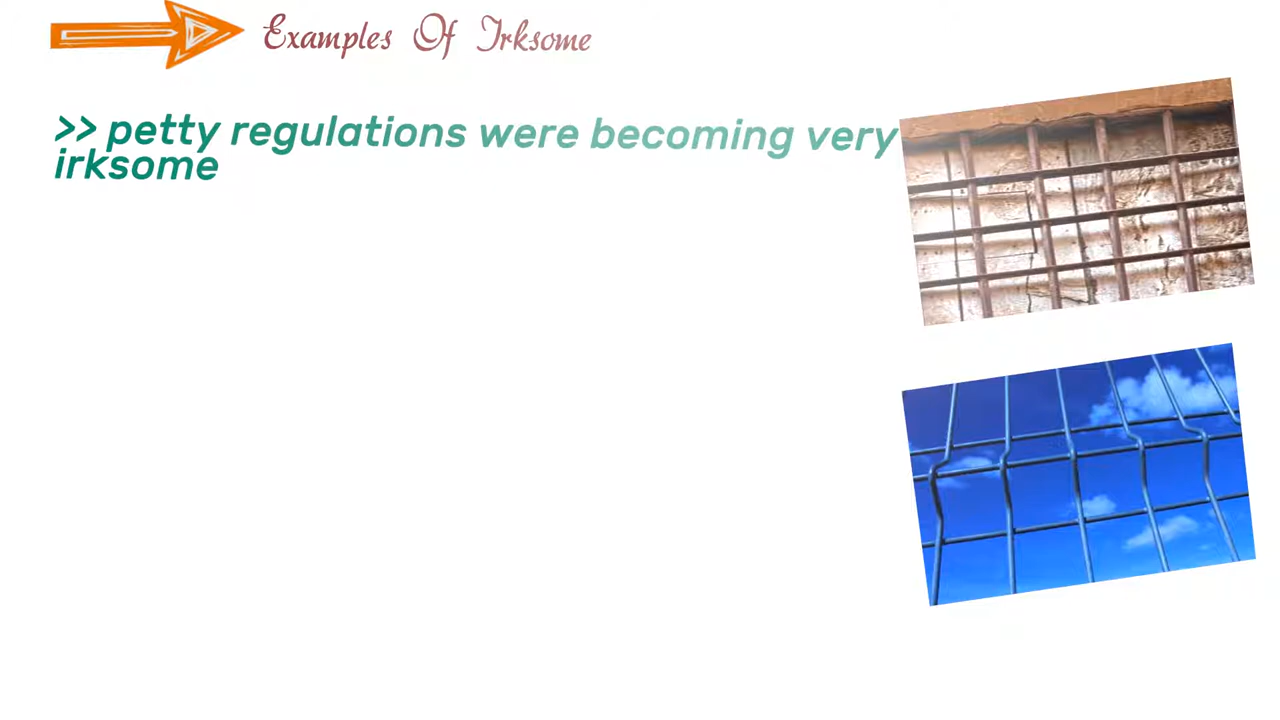 Examples Of Irksome
>> petty regulations were becoming very
irksome